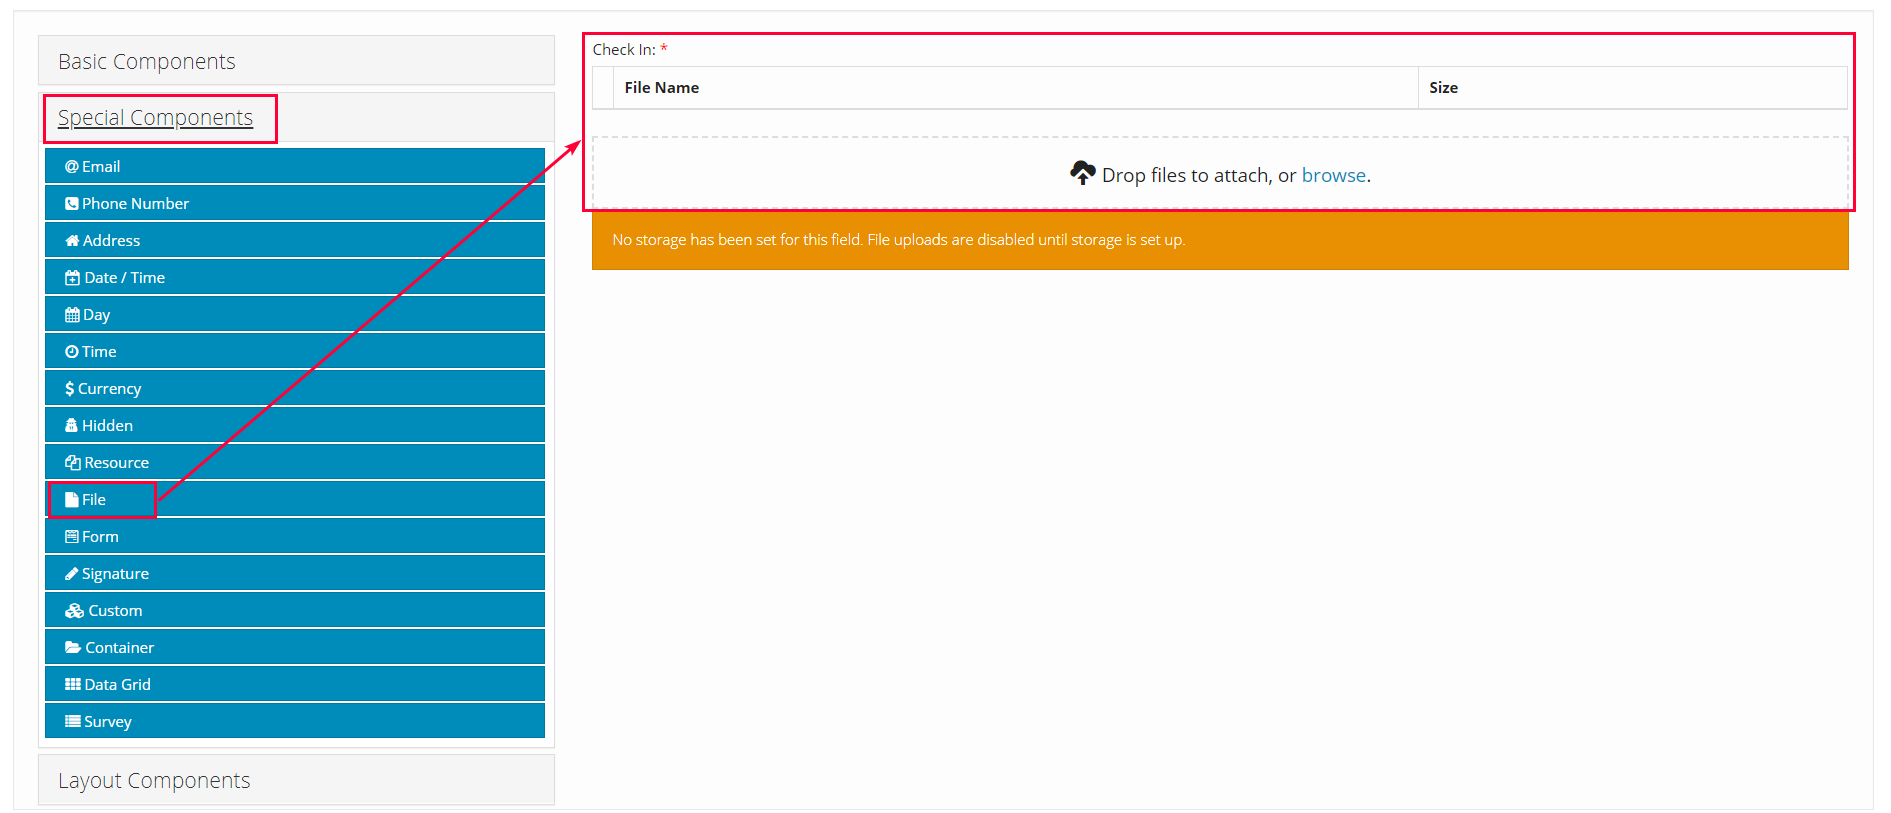 Basic Components
Special Components
Email
Phone Number
Address
Date / Time
Day
Time
Currency
Hidden
Resource
File
Form
Signature
Custom
Container
Data Grid
Survey
Layout Components
Check In: *
File Name Size
Drop files to attach, or browse.
No storage has been set for this field. File uploads are disabled until storage is set up.